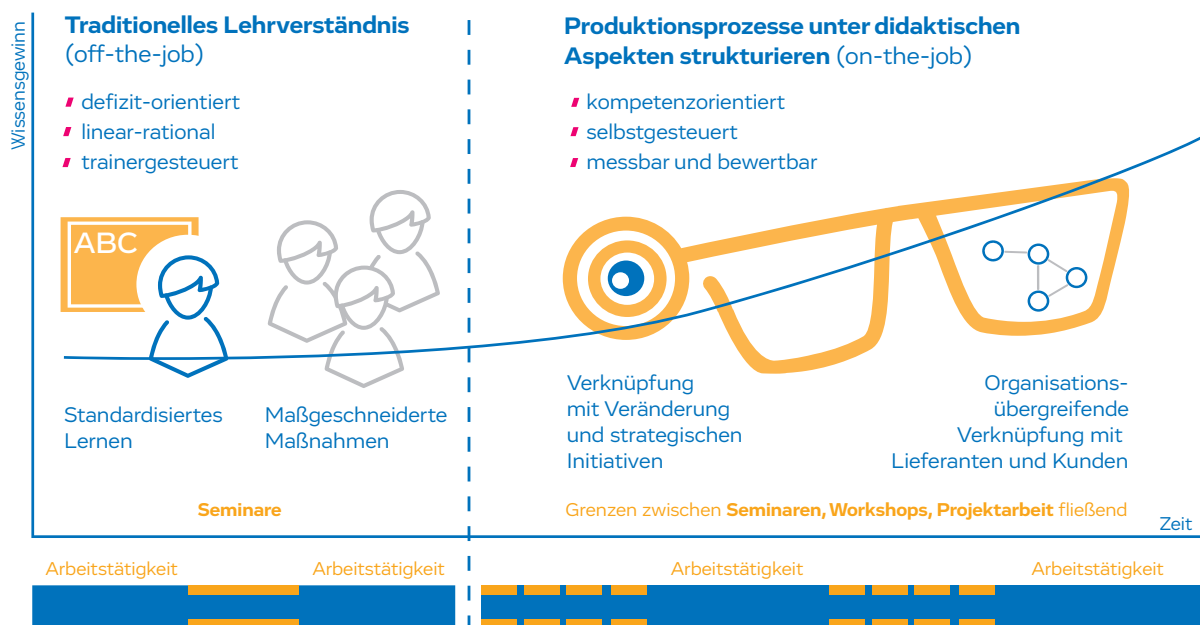 Wissensgewinn
Traditionelles Lehrverständnis
(off-the-job)
defizit-orientiert
linear-rational
trainergesteuert
ABC
Standardisiertes
Lernen
Maßgeschneiderte
Maßnahmen
Seminare
Produktionsprozesse unter didaktischen
Aspekten strukturieren (on-the-job)
kompetenzorientiert
selbstgesteuert
messbar und bewertbar
Verknüpfung
mit Veränderung
und strategischen
Initiativen
Organisations-
übergreifende
Verknüpfung mit
Lieferanten und Kunden
Grenzen zwischen Seminaren, Workshops, Projektarbeit fließend
Zeit
Arbeitstätigkeit
Arbeitstätigkeit
Arbeitstätigkeit
Arbeitstätigkeit